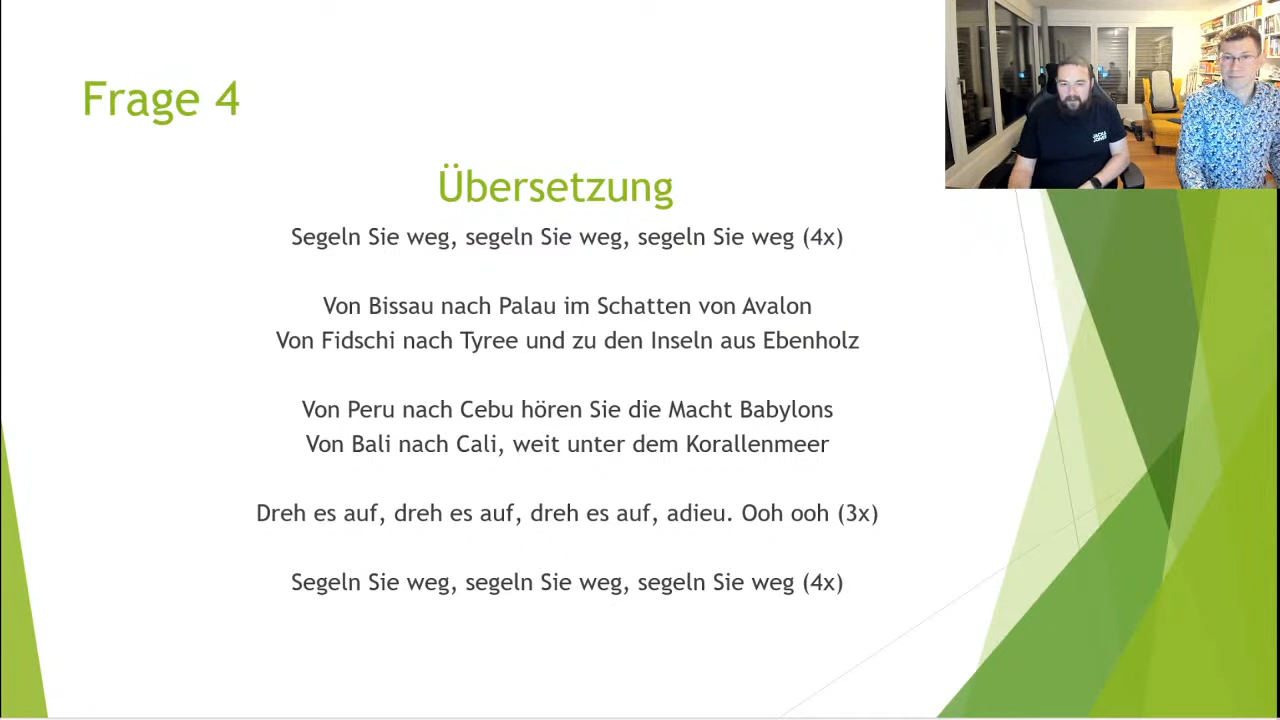 Frage 4
Übersetzung
Segeln Sie weg, segeln Sie weg, segeln Sie weg (4x)
Von Bissau nach Palau im Schatten von Avalon
Von Fidschi nach Tyree und zu den Inseln aus Ebenholz
Von Peru nach Cebu hören Sie die Macht Babylons
Von Bali nach Cali, weit unter dem Korallenmeer
Dreh es auf, dreh es auf, dreh es auf, adieu. Ooh ooh (3x)
Segeln Sie weg, segeln Sie weg, segeln Sie weg (4x)
JACK &
JONES